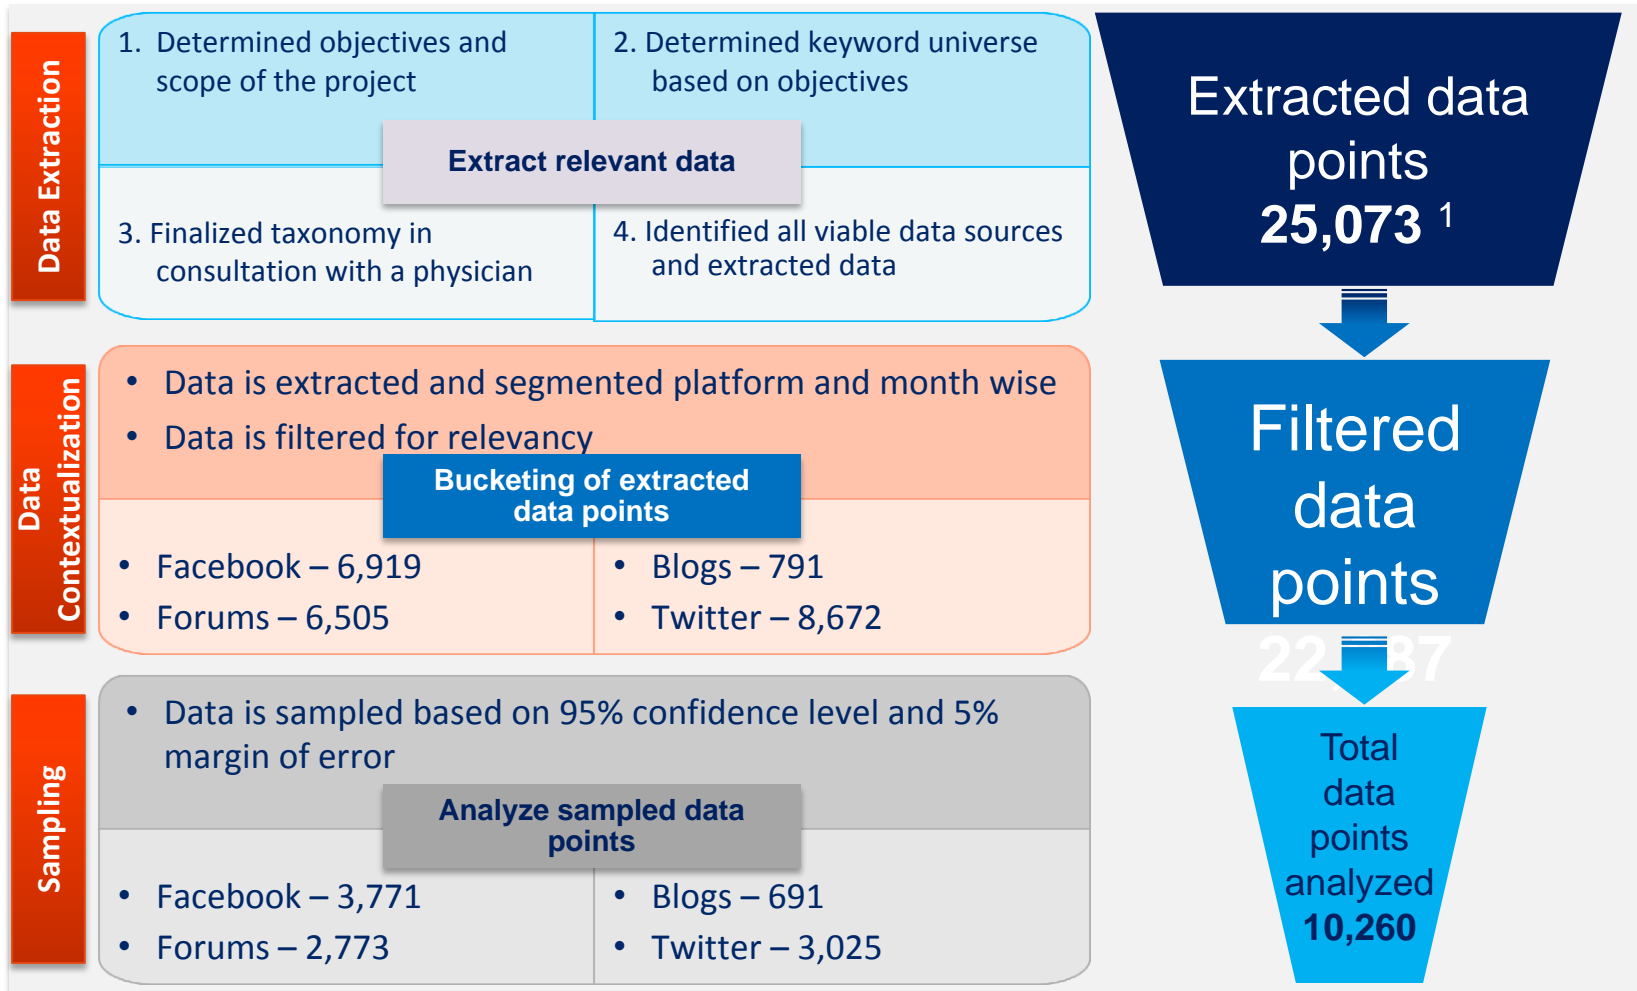 Data Extraction
1. Determined objectives and
scope of the project
2. Determined keyword universe
based on objectives
Extract relevant data
3. Finalized taxonomy in
consultation with a physician
4. Identified all viable data sources
and extracted data
Extracted data
points
25,073 1
Data
Contextualization
• Data is extracted and segmented platform and month wise
• Data is filtered for relevancy
Bucketing of extracted
data points
• Facebook – 6,919
• Forums – 6,505
• Blogs – 791
• Twitter – 8,672
Filtered
data
points
Sampling
• Data is sampled based on 95% confidence level and 5%
margin of error
Analyze sampled data
points
• Facebook – 3,771
• Forums – 2,773
• Blogs – 691
• Twitter – 3,025
Total
data
points
analyzed
10,260